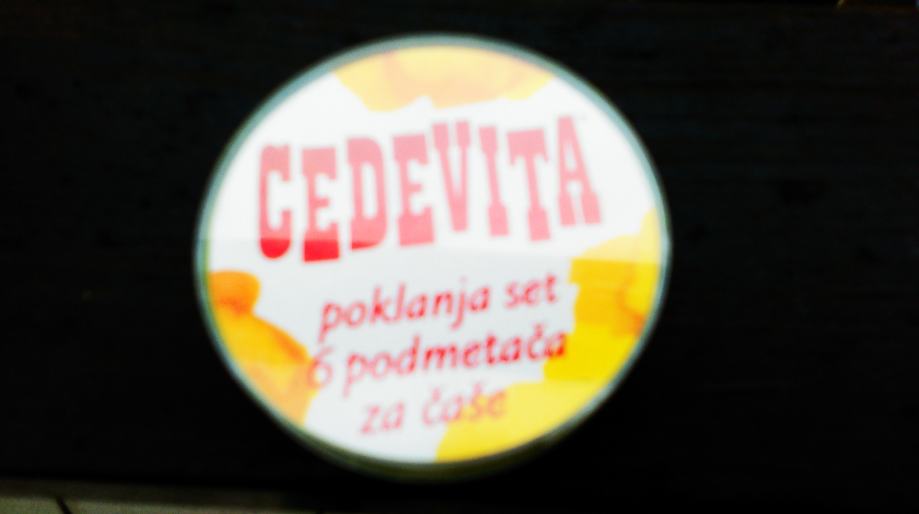 CEDEVITA
poklanja set
6 podmetača
za čaše